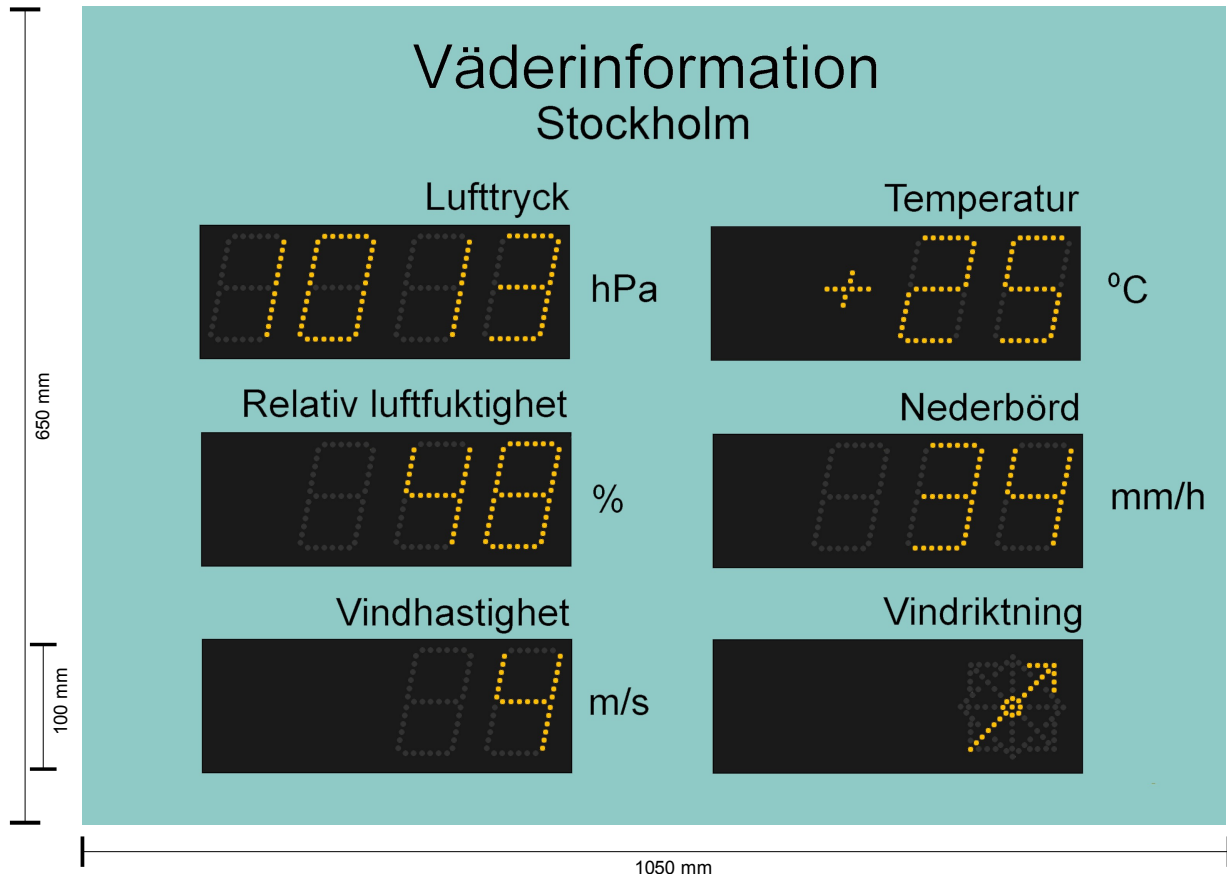 Väderinformation
Stockholm
Lufttryck
1013 hPa
Temperatur
+25 °C
Relativ luftfuktighet
48 %
Nederbörd
34 mm/h
Vindhastighet
4 m/s
Vindriktning
650 mm
100 mm
1050 mm